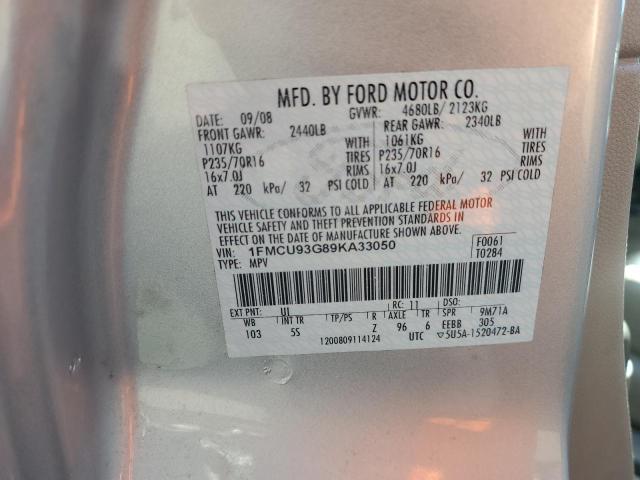 MFD. BY FORD MOTOR CO.
DATE: 09/08 GVWR: 4680LB/ 2123KG
FRONT GAWR: 2440LB REAR GAWR: 2340LB
1107KG WITH 1061KG WITH
P235/70R16 TIRES P235/70R16 TIRES
16x7.0J RIMS 16x7.0J RIMS
AT 220 kPa/ 32 PSI COLD AT 220 kPa/ 32 PSI COLD
THIS VEHICLE CONFORMS TO ALL APPLICABLE FEDERAL MOTOR
VEHICLE SAFETY AND THEFT PREVENTION STANDARDS IN
EFFECT ON THE DATE OF MANUFACTURE SHOWN ABOVE.
VIN: 1FMCU93G89KA33050 F0061
TYPE: MPV T0284
EXT PNT: UI RC: 11 DSO:
WB INT TR TP/PS R AXLE TR SPR 9M71A
103 5S Z 96 6 EEBB 305
1200809114124 UTC ▽5U5A-1520472-BA